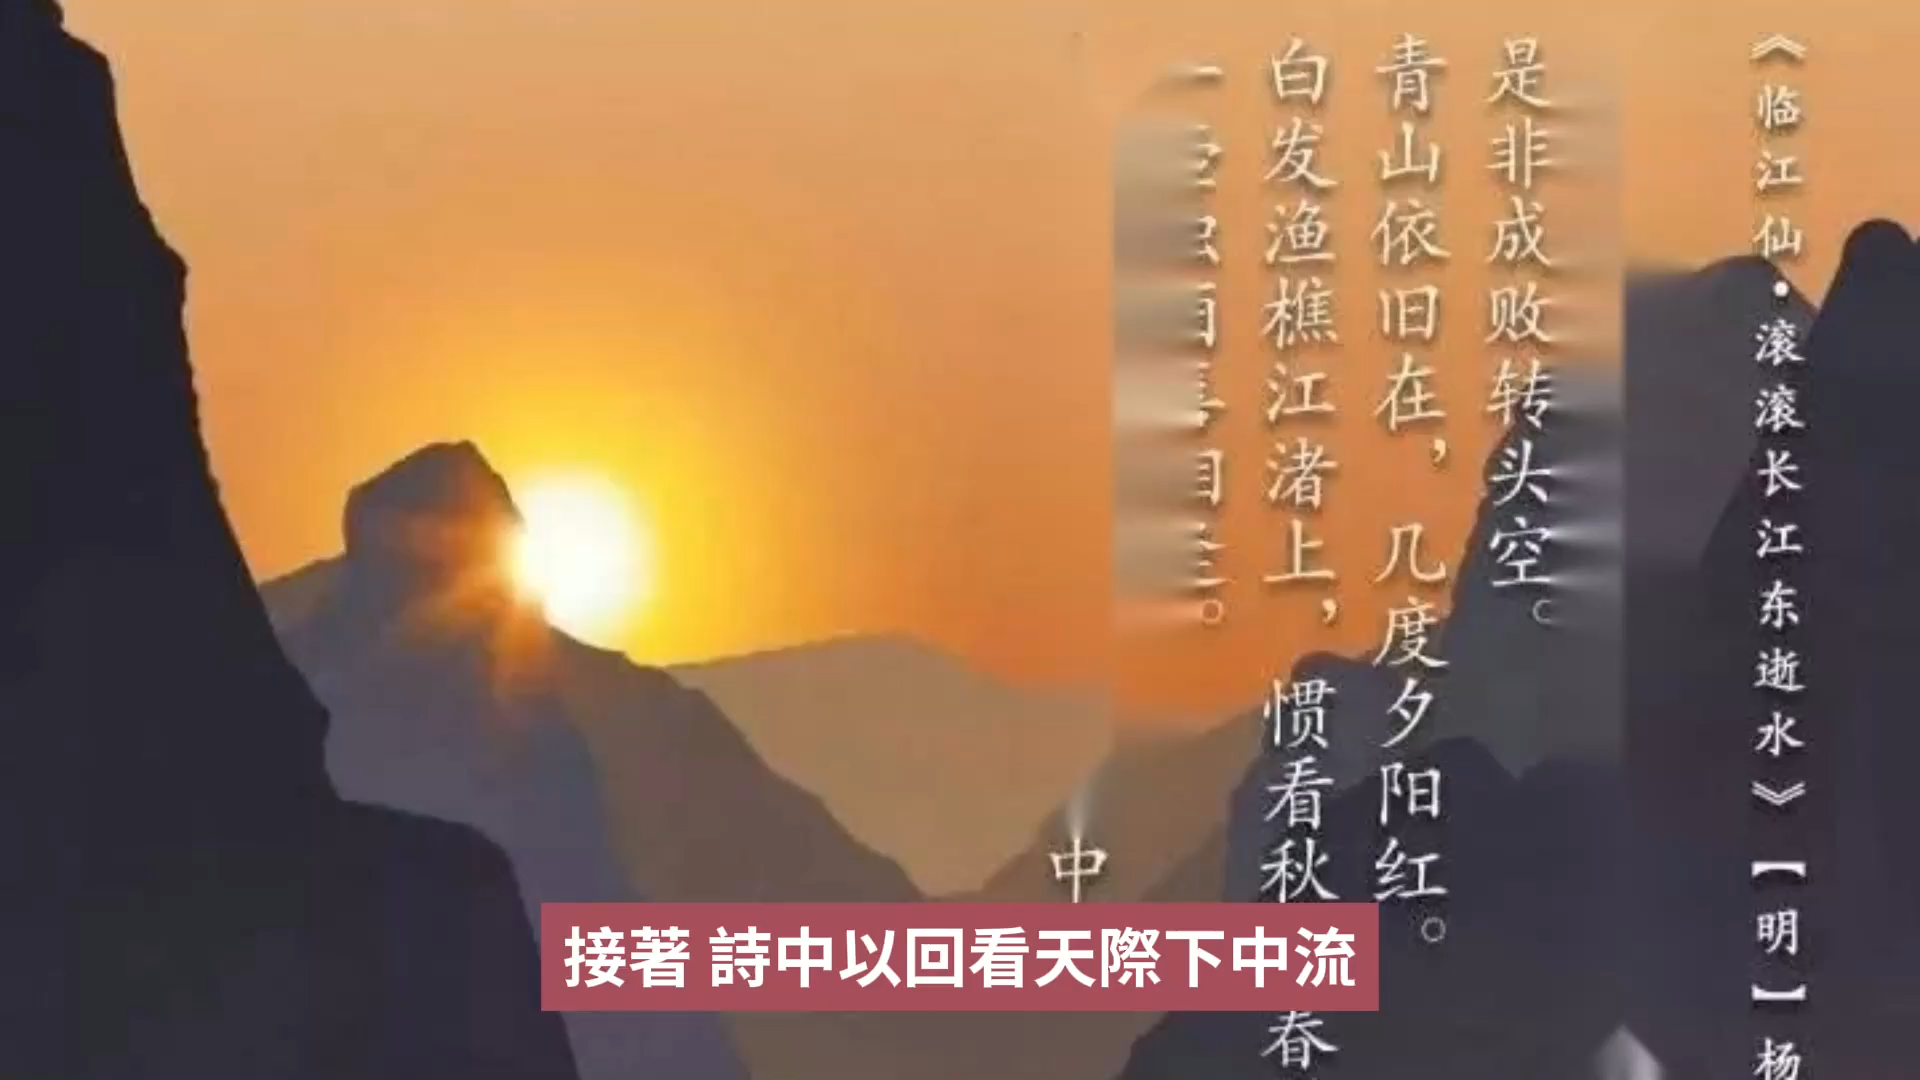 《临江仙·滚滚长江东逝水》【明】杨
是非成败转头空。
青山依旧在，几度夕阳红。
白发渔樵江渚上，惯看秋
春
中
接著 詩中以回看天際下中流